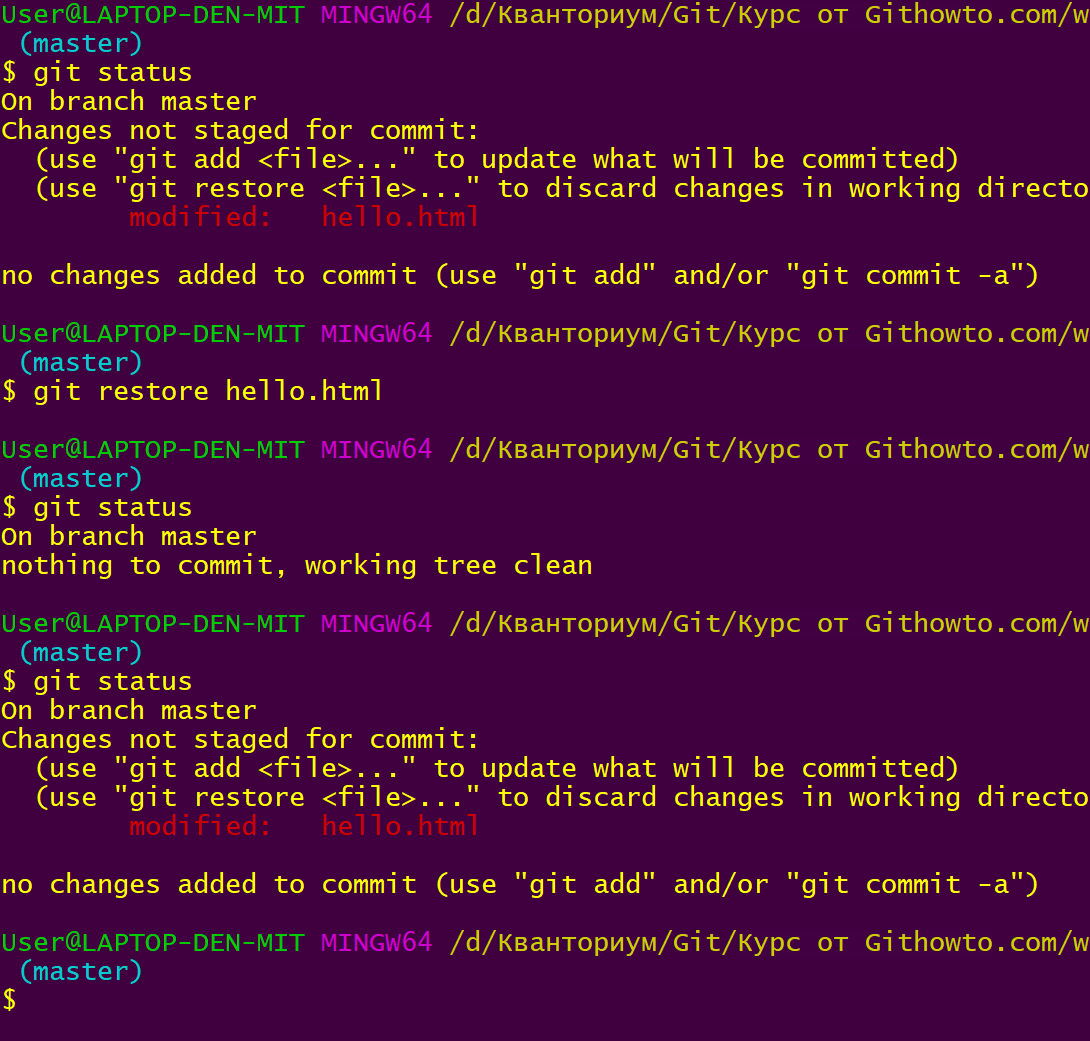 User@LAPTOP-DEN-MIT MINGW64 /d/Кванториум/Git/Курс от Githowto.com/w
(master)
$ git status
On branch master
Changes not staged for commit:
  (use "git add <file>..." to update what will be committed)
  (use "git restore <file>..." to discard changes in working directo
        modified:   hello.html

no changes added to commit (use "git add" and/or "git commit -a")

User@LAPTOP-DEN-MIT MINGW64 /d/Кванториум/Git/Курс от Githowto.com/w
(master)
$ git restore hello.html

User@LAPTOP-DEN-MIT MINGW64 /d/Кванториум/Git/Курс от Githowto.com/w
(master)
$ git status
On branch master
nothing to commit, working tree clean

User@LAPTOP-DEN-MIT MINGW64 /d/Кванториум/Git/Курс от Githowto.com/w
(master)
$ git status
On branch master
Changes not staged for commit:
  (use "git add <file>..." to update what will be committed)
  (use "git restore <file>..." to discard changes in working directo
        modified:   hello.html

no changes added to commit (use "git add" and/or "git commit -a")

User@LAPTOP-DEN-MIT MINGW64 /d/Кванториум/Git/Курс от Githowto.com/w
(master)
$